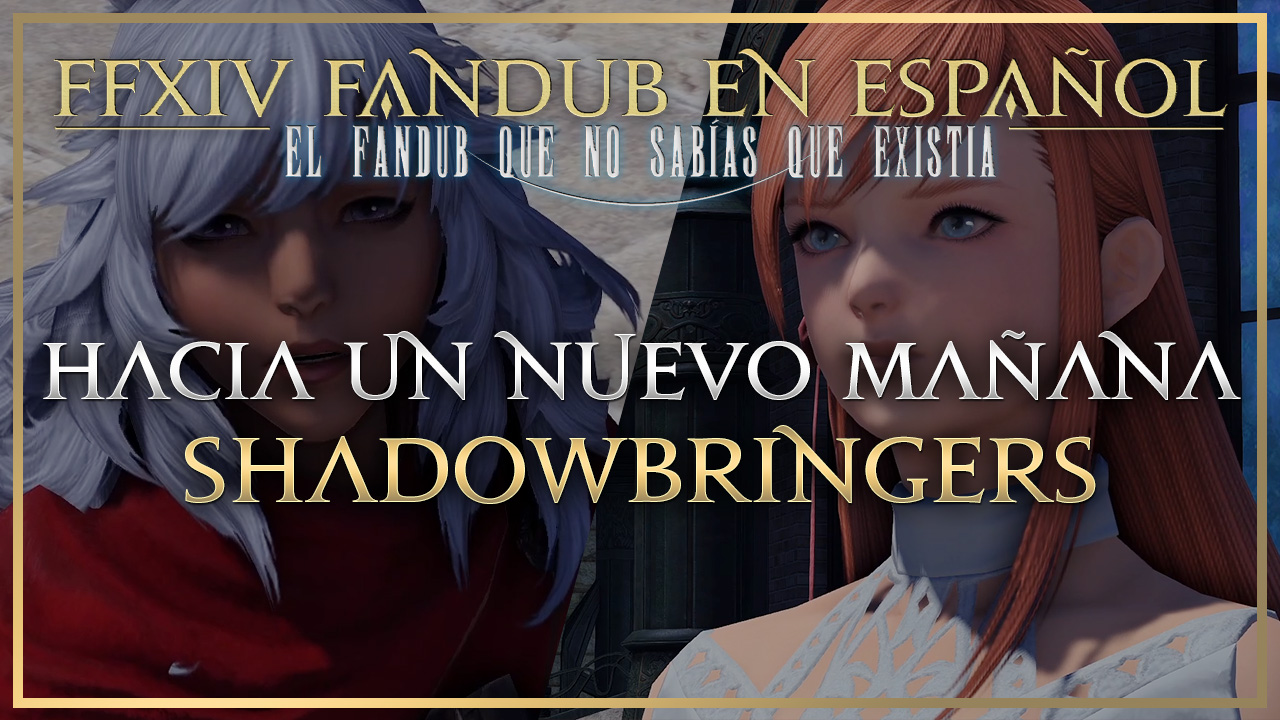 FFXIV FANDUB EN ESPAÑOL
EL FANDUB QUE NO SABÍAS QUE EXISTIA
HACIA UN NUEVO MAÑANA
SHADOWBRINGERS